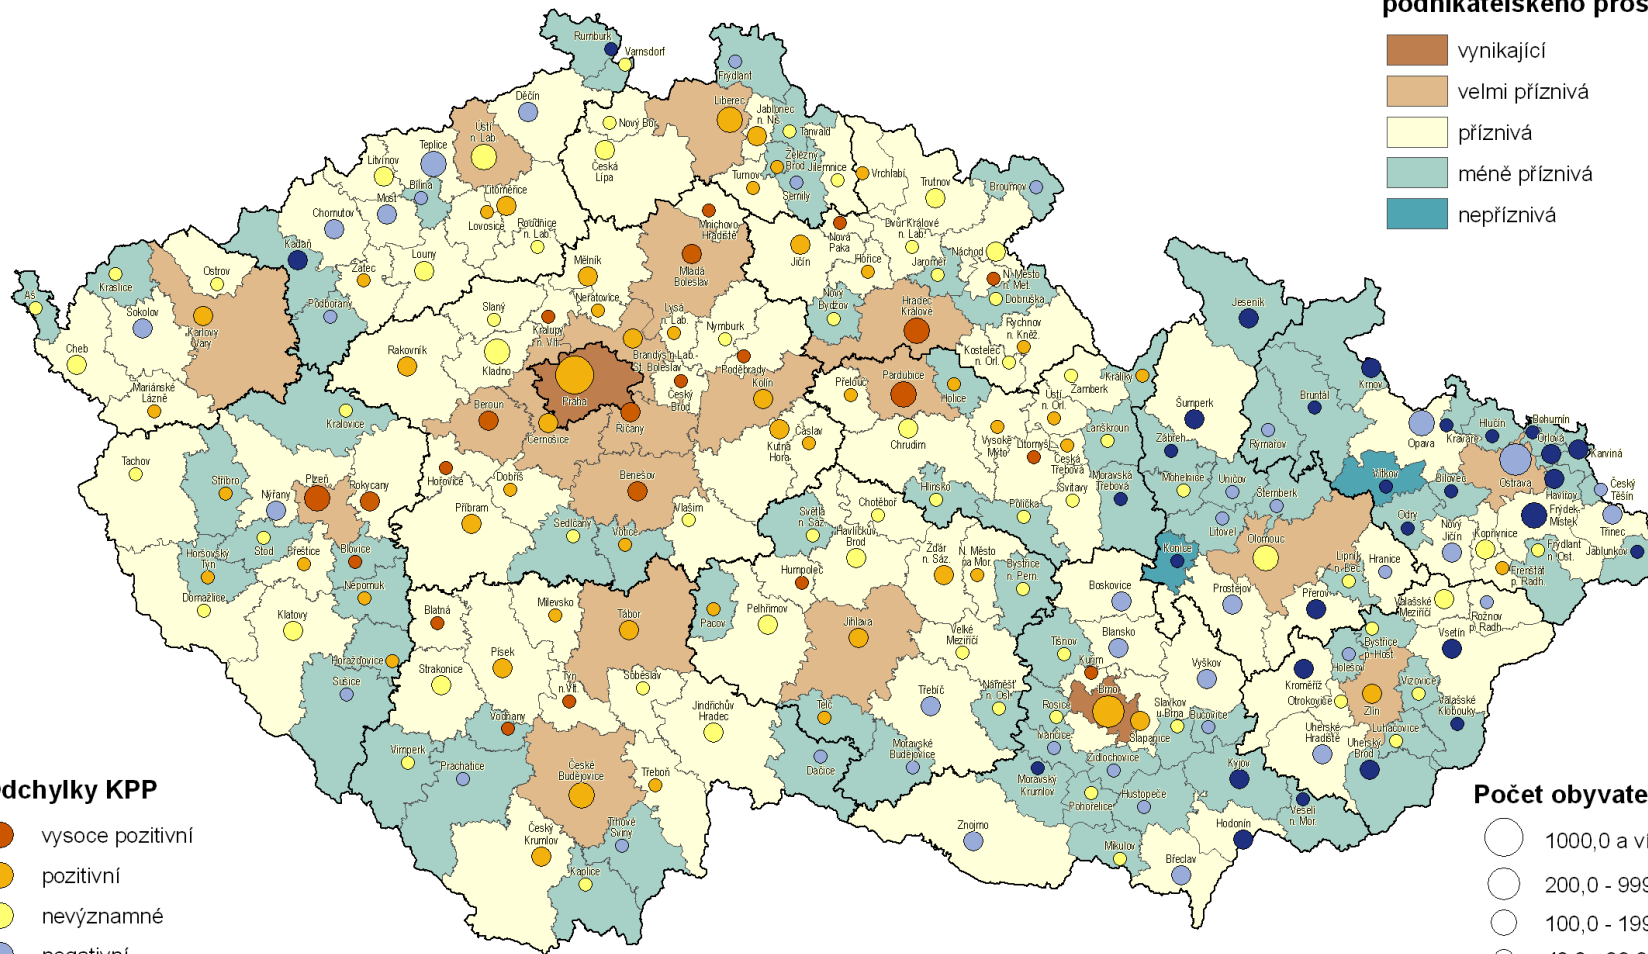 podnikatelského pros
vynikající
velmi příznivá
příznivá
méně příznivá
nepříznivá
Rumburk
Varnsdorf
Frýdlant
Děčín
Liberec
Jablonec
n. Nis.
Nový Bor
Tanvald
Ústí
n. Lab.
Teplice
Česká
Lípa
Železný
Brod
Jilemnice
Litvínov
Turnov
Semily
Vrchlabí
Trutnov
Broumov
Bílina
Most
Litoměřice
Chomutov
Lovosice
Roudnice
n. Lab.
Mnichovo
Hradiště
Nová
Paka
Dvůr Králové
n. Lab.
Kadaň
Louny
Mělník
Jičín
Hořice
Jaroměř
Náchod
Žatec
Mladá
Boleslav
N. Město
n. Met.
Dobruška
Ostrov
Kraslice
Aš
Podbořany
Slaný
Neratovice
Lysá
n. Lab.
Nový
Bydžov
Hradec
Králové
Jeseník
Sokolov
Karlovy
Vary
Kralupy
n. Vlt.
Nymburk
Rychnov
n. Kněž.
Cheb
Rakovník
Kladno
Brandýs n.Lab.-
St. Boleslav
Poděbrady
Kostelec
n. Orl.
Mariánské
Lázně
Praha
Český
Brod
Kolín
Přelouč
Pardubice
Holice
Žamberk
Králíky
Krnov
Bruntál
Beroun
Říčany
Ústí
n. Orl.
Šumperk
Kralovice
Černošice
Kutná
Hora
Čáslav
Chrudim
Vysoké
Mýto
Litomyšl
Česká
Třebová
Lanškroun
Zábřeh
Rýmařov
Opava
Kravaře
Hlučín
Bohumín
Orlová
Karviná
Tachov
Stříbro
Plzeň
Rokycany
Hořovice
Dobříš
Benešov
Hlinsko
Svitavy
Moravská
Třebová
Mohelnice
Uničov
Šternberk
Vítkov
Bílovec
Ostrava
Havířov
Český
Těšín
Nýřany
Příbram
Vlašim
Chotěboř
Polička
Stod
Přeštice
Sedlčany
Votice
Světlá
n. Sáz.
Havlíčkův
Brod
Litovel
Odry
Nový
Jičín
Kopřivnice
Frýdek-
Místek
Třinec
Horšovský
Týn
Blovice
Žďár
n. Sáz.
N. Město
na Mor.
Bystřice
n. Pern.
Konice
Olomouc
Lipník
n. Beč.
Hranice
Frýdlant
n. Ost.
Jablunkov
Frenštát
p. Radh.
Nepomuk
Humpolec
Boskovice
Prostějov
Přerov
Valašské
Meziříčí
Rožnov
p. Radh.
Domažlice
Klatovy
Blatná
Milevsko
Tábor
Pacov
Pelhřimov
Jihlava
Velké
Meziříčí
Tišnov
Blansko
Vyškov
Bystřice
p. Host.
Vsetín
Horažďovice
Strakonice
Písek
Týn
n. Vlt.
Soběslav
Kuřim
Holešov
Kroměříž
Sušice
Jindřichův
Hradec
Třebíč
Náměšť
n. Osl.
Rosice
Brno
Slavkov
u Brna
Bučovice
Otrokovice
Zlín
Vizovice
Valašské
Klobouky
Vodňany
Telč
Ivančice
Šlapanice
Uherské
Hradiště
Uherský
Brod
Luhačovice
Vimperk
Prachatice
České
Budějovice
Třeboň
Dačice
Moravské
Budějovice
Židlochovice
Moravský
Krumlov
Hustopeče
Pohořelice
Kyjov
Veselí
n. Mor.
Český
Krumlov
Trhové
Sviny
Znojmo
Hodonín
Kaplice
Mikulov
Břeclav
dchylky KPP
vysoce pozitivní
pozitivní
nevýznamné
negativní
Počet obyvate
1000,0 a ví
200,0 - 999
100,0 - 199